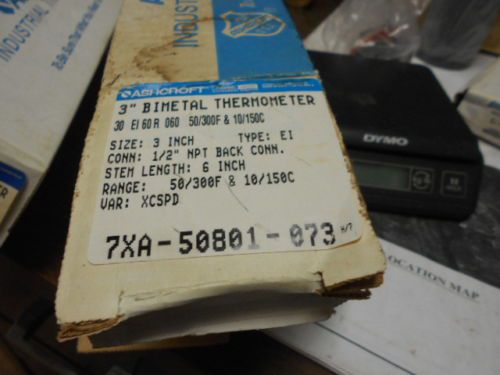 INDUSTRIAL
INDUS
ASHCROFT
3" BIMETAL THERMOMETER
30 EI 60 R 060 50/300F & 10/150C
SIZE: 3 INCH TYPE: EI
CONN: 1/2" NPT BACK CONN.
STEM LENGTH: 6 INCH
RANGE: 50/300F & 10/150C
VAR: XCSPD
7XA-50801-073
DYMO
OCATION MAP